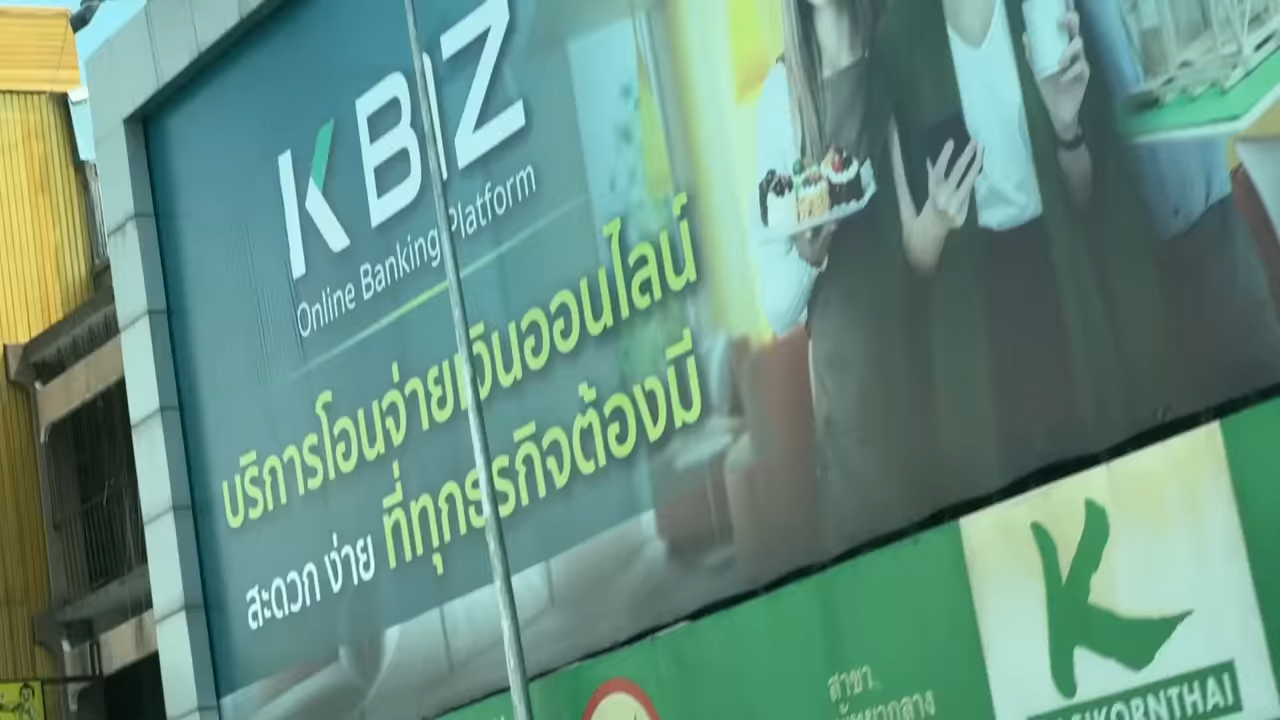 K BIZ
Online Banking Platform
บริการโอนจ่ายเงินออนไลน์
สะดวก ง่าย ที่ทุกธุรกิจต้องมี
สาขา
K